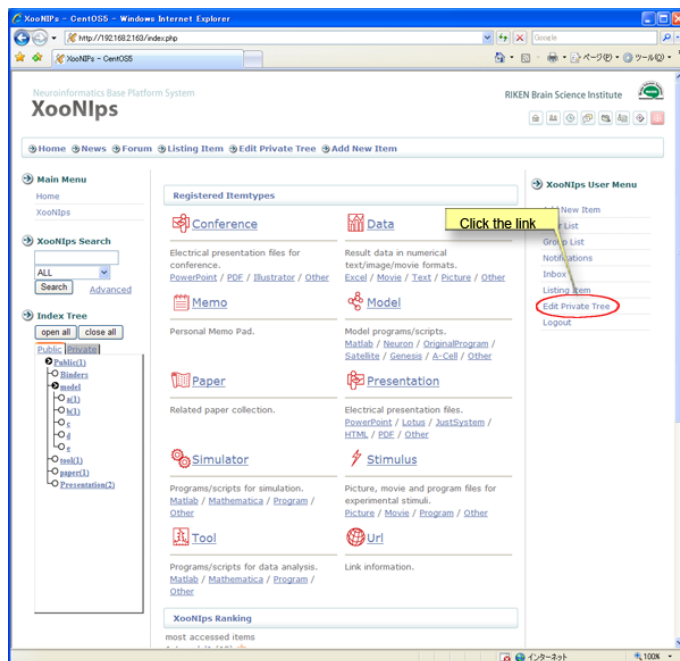 XooNIPs - CentOS5 - Windows Internet Explorer
http://192.168.2.163/index.php
Google
XooNIPs - CentOS5
ページ(P)
ツール(O)
Neuroinformatics Base Platform System
XooNIps
RIKEN Brain Science Institute
Home News Forum Listing Item Edit Private Tree Add New Item
Main Menu
Home
XooNIps
XooNIps Search
ALL
Search Advanced
Index Tree
open all close all
Public Private
Public(1)
Binders
model
a(1)
b(1)
c
d
e
tool(1)
paper(1)
Presentation(2)
Registered Itemtypes
Conference
Electrical presentation files for
conference.
PowerPoint / PDF / Illustrator / Other
Data
Result data in numerical
text/image/movie formats.
Excel / Movie / Text / Picture / Other
Memo
Personal Memo Pad.
Model
Model programs/scripts.
Matlab / Neuron / OriginalProgram /
Satellite / Genesis / A-Cell / Other
Paper
Related paper collection.
Presentation
Electrical presentation files.
PowerPoint / Lotus / JustSystem /
HTML / PDF / Other
Simulator
Programs/scripts for simulation.
Matlab / Mathematica / Program /
Other
Stimulus
Picture, movie and program files for
experimental stimuli.
Picture / Movie / Program / Other
Tool
Programs/scripts for data analysis.
Matlab / Mathematica / Program /
Other
Url
Link information.
XooNIps Ranking
most accessed items
XooNIps User Menu
New Item
Click the link
List
Group List
Notifications
Inbox
Listing Item
Edit Private Tree
Logout
インターネット
100%